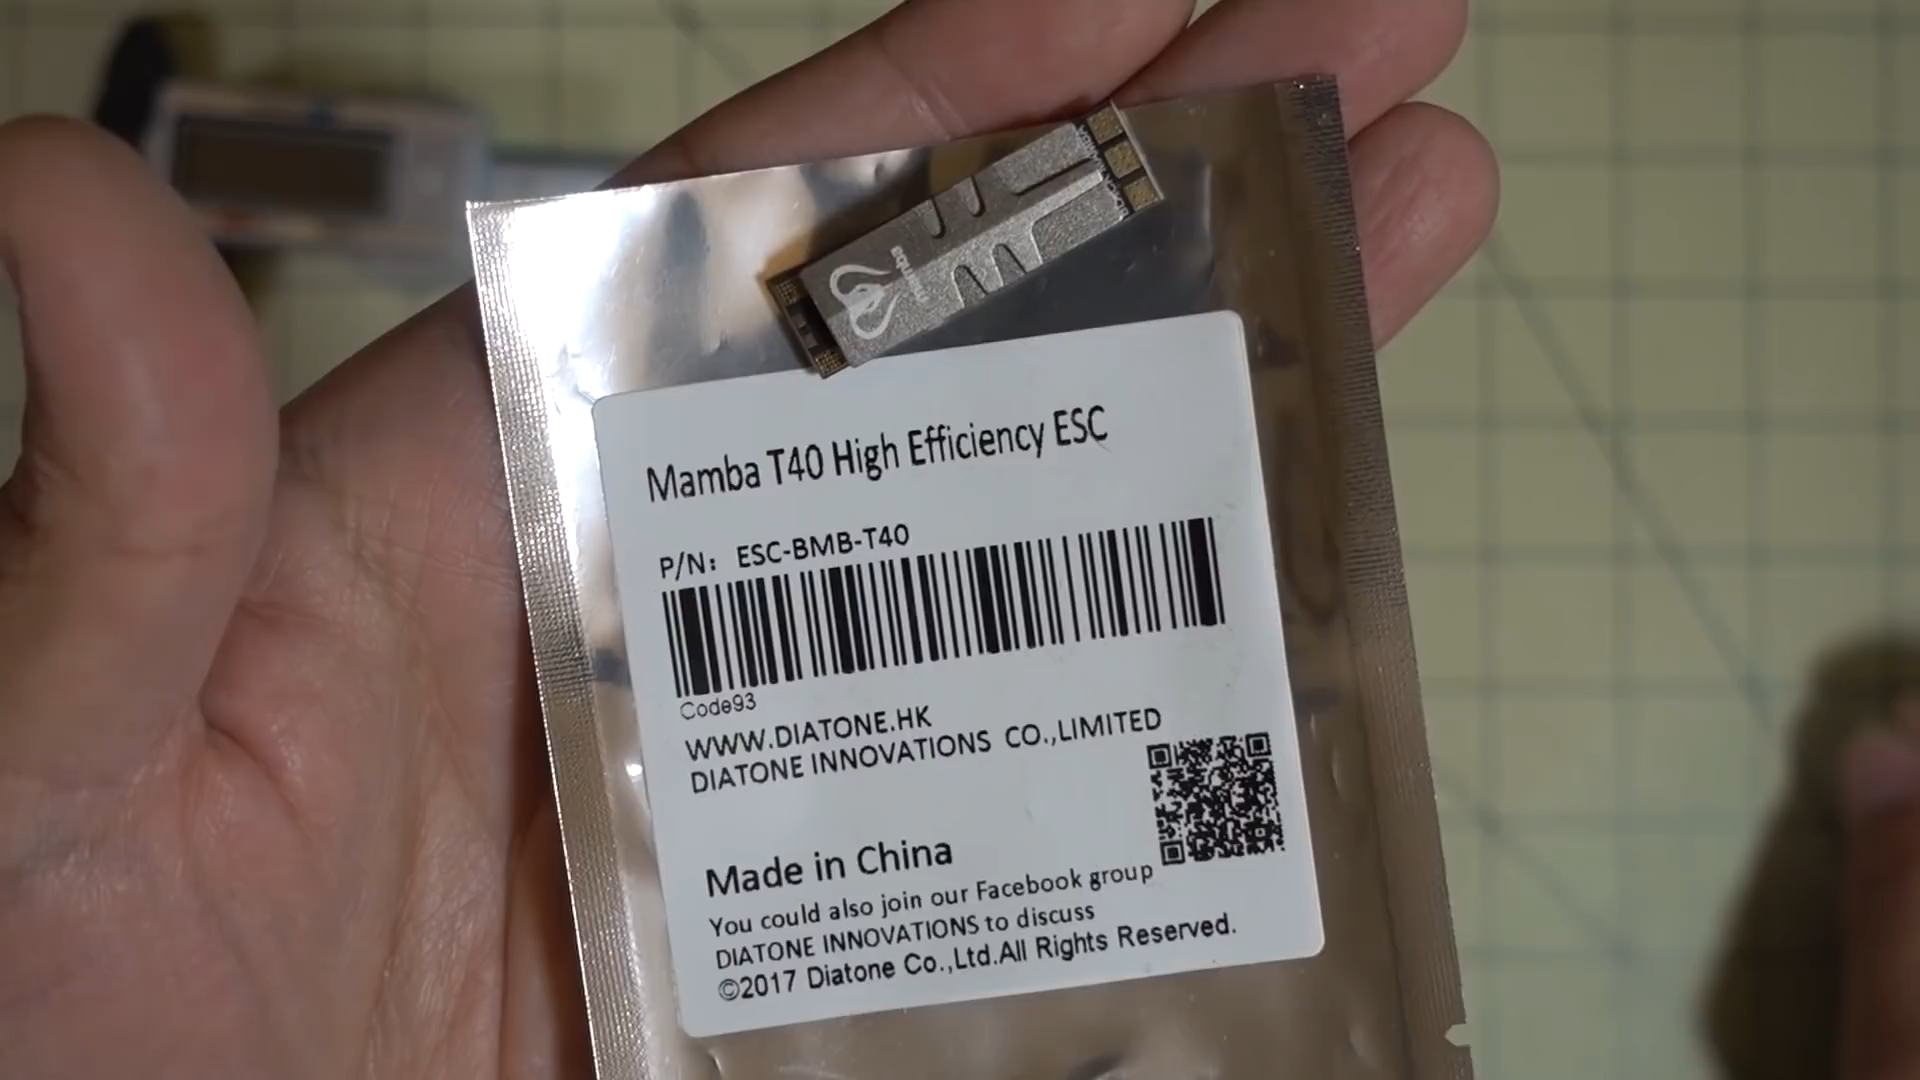 mamba
Mamba T40 High Efficiency ESC
P/N: ESC-BMB-T40
Code93
WWW.DIATONE.HK
DIATONE INNOVATIONS CO.,LIMITED
Made in China
You could also join our Facebook group
DIATONE INNOVATIONS to discuss
©2017 Diatone Co.,Ltd.All Rights Reserved.